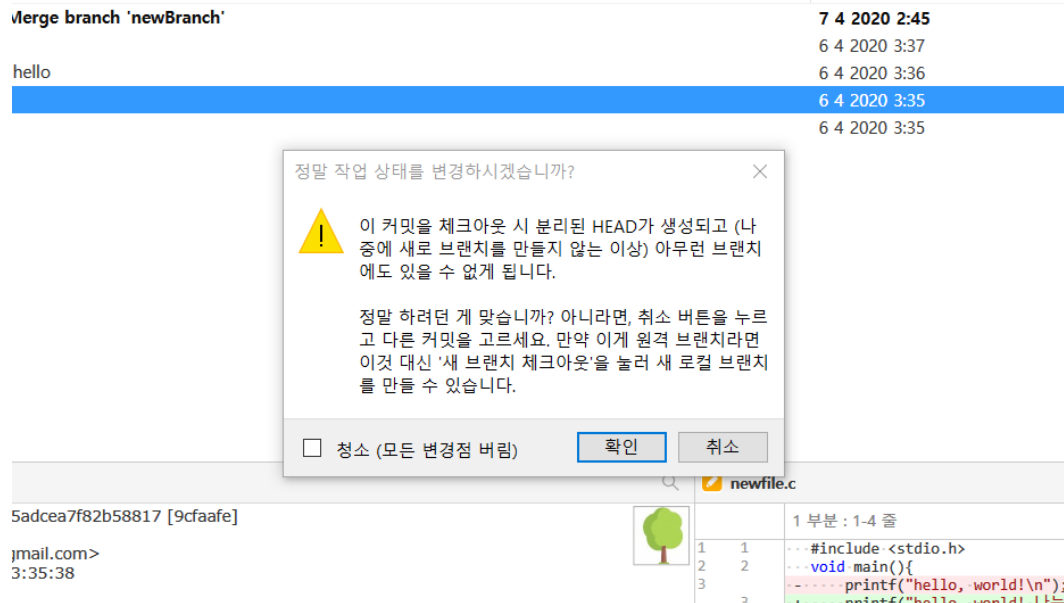 Merge branch 'newBranch' 7 4 2020 2:45
6 4 2020 3:37
hello 6 4 2020 3:36
6 4 2020 3:35
6 4 2020 3:35
정말 작업 상태를 변경하시겠습니까?
이 커밋을 체크아웃 시 분리된 HEAD가 생성되고 (나
중에 새로 브랜치를 만들지 않는 이상) 아무런 브랜치
에도 있을 수 없게 됩니다.
정말 하려던 게 맞습니까? 아니라면, 취소 버튼을 누르
고 다른 커밋을 고르세요. 만약 이게 원격 브랜치라면
이것 대신 '새 브랜치 체크아웃'을 눌러 새 로컬 브랜치
를 만들 수 있습니다.
청소 (모든 변경점 버림) 확인 취소
newfile.c
5adcea7f82b58817 [9cfaafe]
gmail.com>
3:35:38
1 부분 : 1-4 줄
1 1 #include <stdio.h>
2 2 void main(){
3 - printf("hello, world!\n");
3 + printf("hello, world! 나는